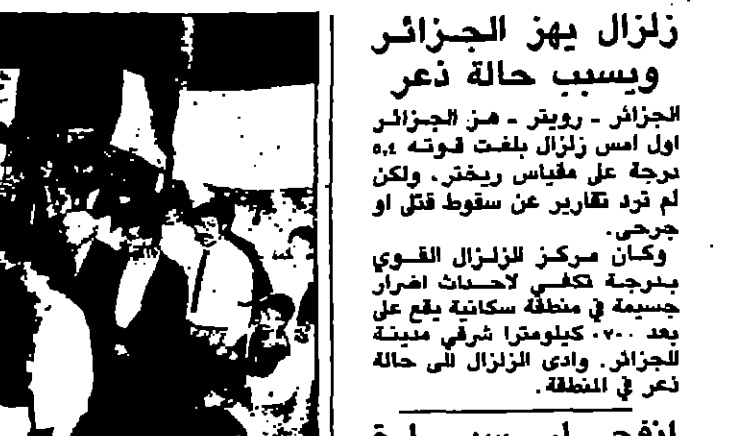 زلزال يهز الجزائر
ويسبب حالة ذعر
الجزائر ـ رويتر ـ هز الجزائر
اول امس زلزال بلغت قوته ٥,٤
درجة على مقياس ريختر، ولكن
لم ترد تقارير عن سقوط قتلى او
جرحى.
وكان مركز الزلزال القوي
بدرجة تكفي لاحداث اضرار
جسيمة في منطقة سكانية يقع على
بعد ٧٠٠ كيلومترا شرقي مدينة
للجزائر. وادى الزلزال الى حالة
ذعر في المنطقة.